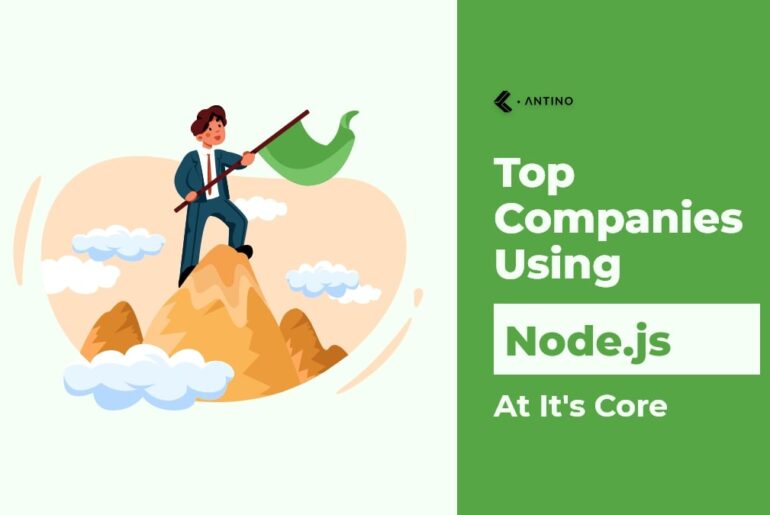 ANTINO
Top
Companies
Using
Node.js
At It's Core